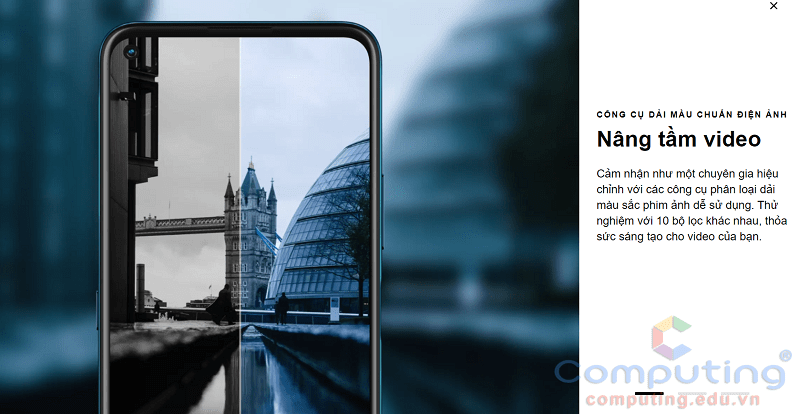 ×
CÔNG CỤ DẢI MÀU CHUẨN ĐIỆN ẢNH
Nâng tầm video
Cảm nhận như một chuyên gia hiệu
chỉnh với các công cụ phân loại dải
màu sắc phim ảnh dễ sử dụng. Thử
nghiệm với 10 bộ lọc khác nhau, thỏa
sức sáng tạo cho video của bạn.
Computing®
computing.edu.vn